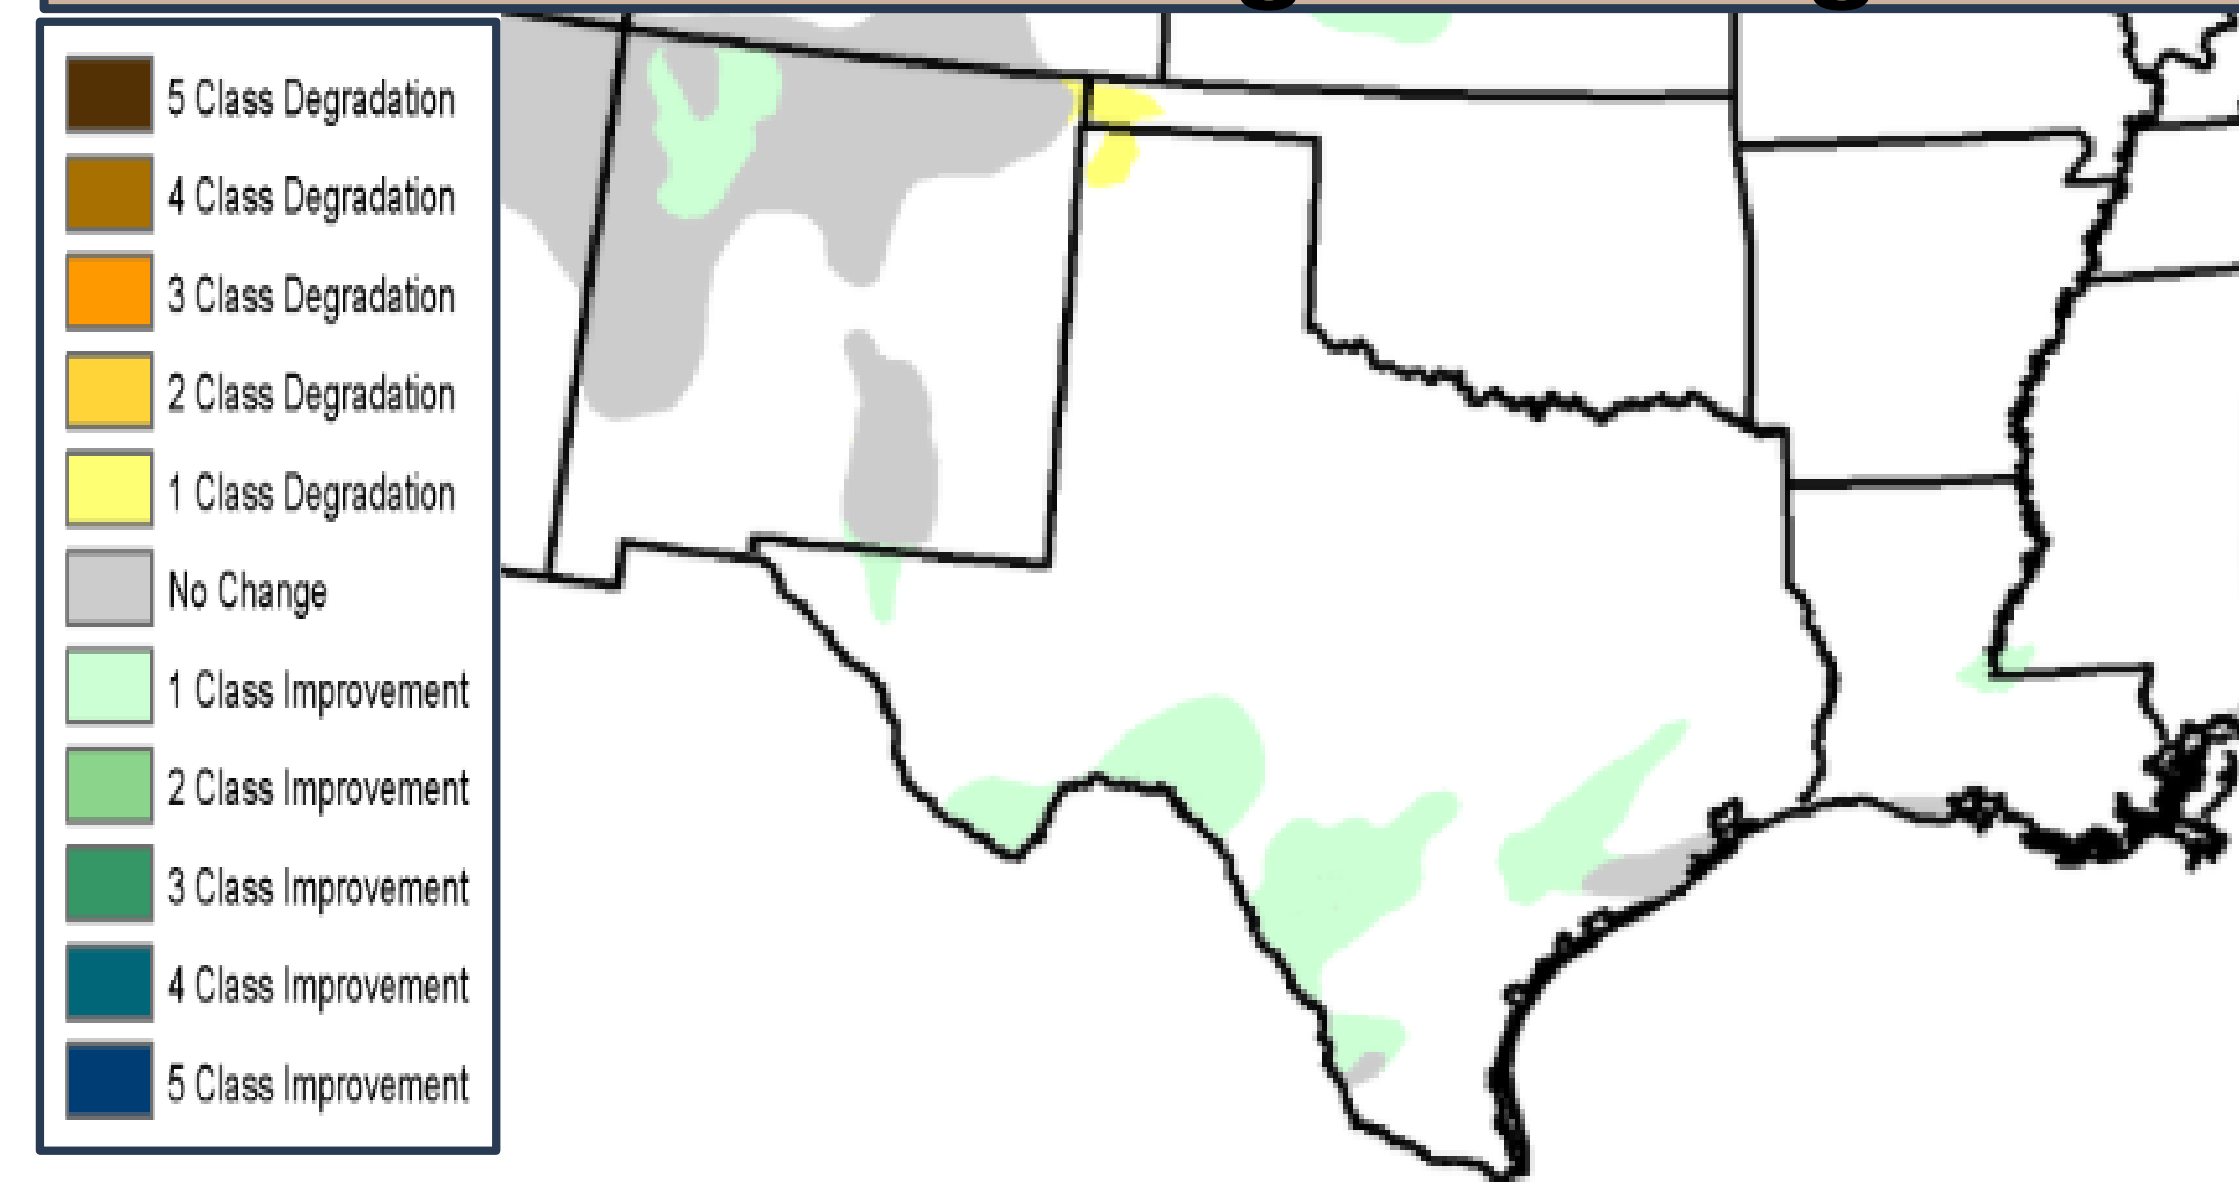 5 Class Degradation
4 Class Degradation
3 Class Degradation
2 Class Degradation
1 Class Degradation
No Change
1 Class Improvement
2 Class Improvement
3 Class Improvement
4 Class Improvement
5 Class Improvement